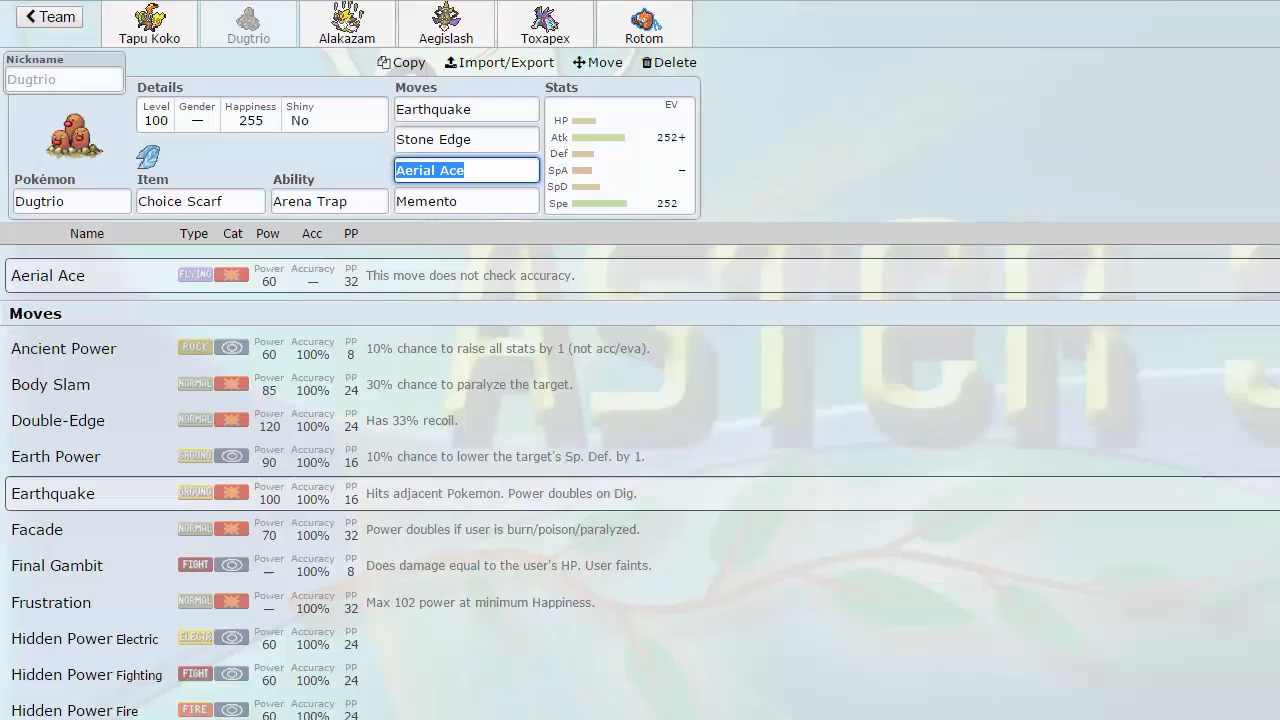 Team
Tapu Koko
Dugtrio
Alakazam
Aegislash
Toxapex
Rotom
Copy Import/Export Move Delete
Nickname
Dugtrio
Details
Level Gender Happiness Shiny
100 — 255 No
Moves
Earthquake
Stone Edge
Aerial Ace
Memento
Stats
EV
HP
Atk 252+
Def
SpA –
SpD
Spe 252
Pokémon Item Ability
Dugtrio Choice Scarf Arena Trap
Name Type Cat Pow Acc PP
Aerial Ace FLYING Power 60 Accuracy — PP 32 This move does not check accuracy.
Moves
Ancient Power ROCK Power 60 Accuracy 100% PP 8 10% chance to raise all stats by 1 (not acc/eva).
Body Slam NORMAL Power 85 Accuracy 100% PP 24 30% chance to paralyze the target.
Double-Edge NORMAL Power 120 Accuracy 100% PP 24 Has 33% recoil.
Earth Power GROUND Power 90 Accuracy 100% PP 16 10% chance to lower the target's Sp. Def. by 1.
Earthquake GROUND Power 100 Accuracy 100% PP 16 Hits adjacent Pokemon. Power doubles on Dig.
Facade NORMAL Power 70 Accuracy 100% PP 32 Power doubles if user is burn/poison/paralyzed.
Final Gambit FIGHT Power — Accuracy 100% PP 8 Does damage equal to the user's HP. User faints.
Frustration NORMAL Power — Accuracy 100% PP 32 Max 102 power at minimum Happiness.
Hidden Power Electric ELECTR Power 60 Accuracy 100% PP 24
Hidden Power Fighting FIGHT Power 60 Accuracy 100% PP 24
Hidden Power Fire FIRE Power 60 Accuracy 100% PP 24